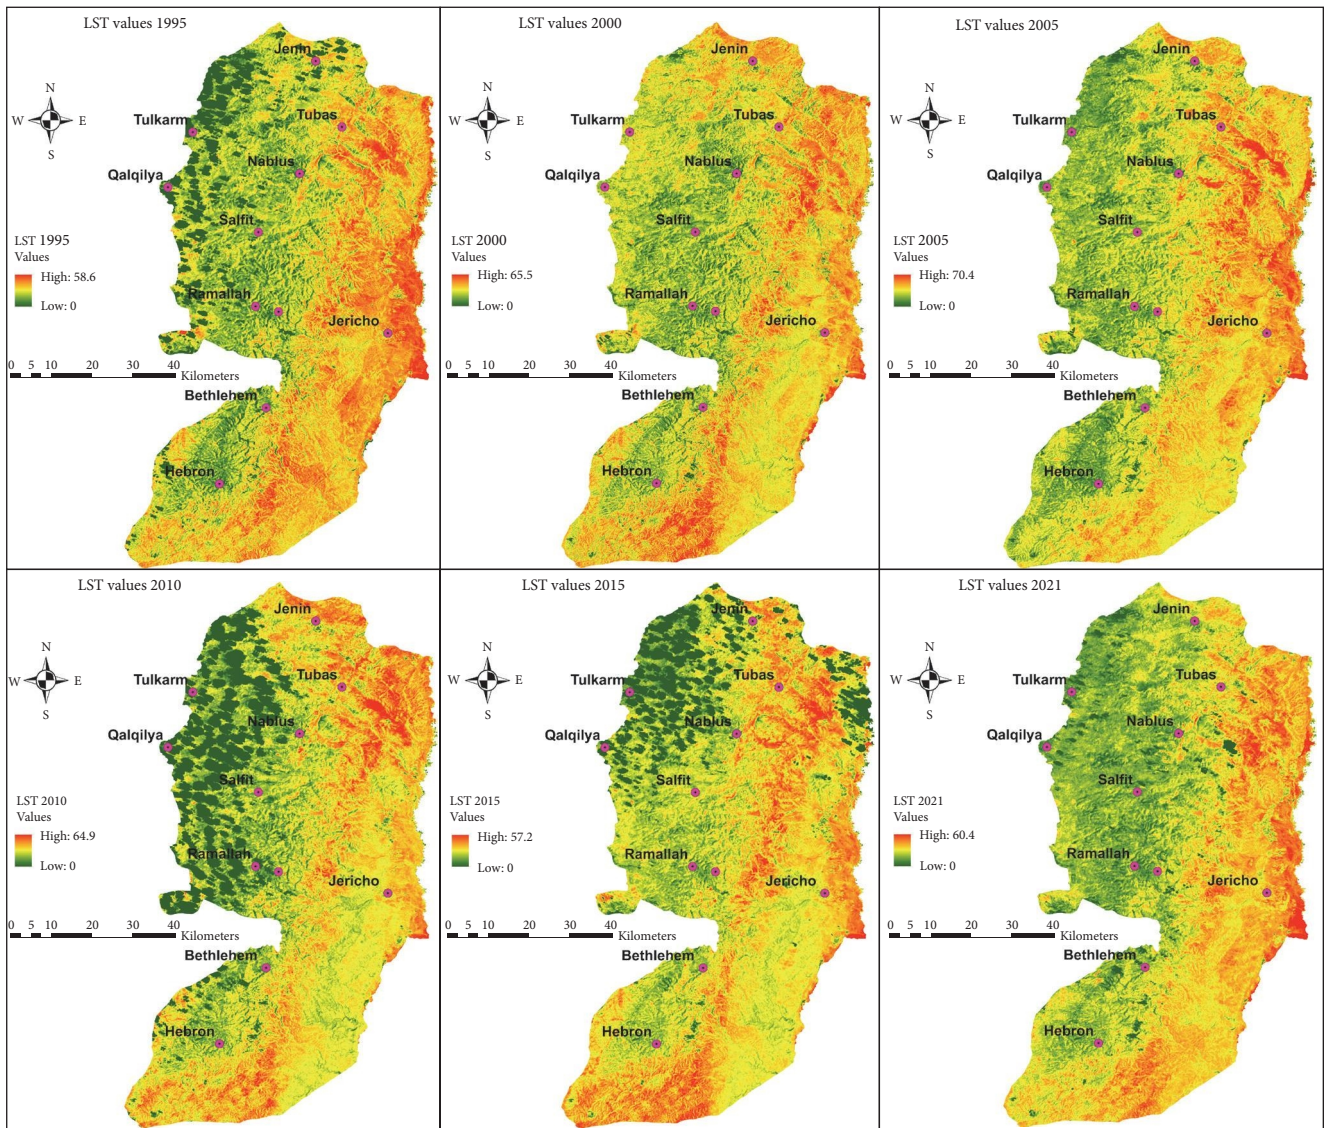 LST values 1995
N
W E
S
Jenin
Tulkarm
Tubas
Nablus
Qalqilya
Salfit
LST 1995
Values
High: 58.6
Low: 0
Ramallah
Jericho
0 5 10 20 30 40
Kilometers
Bethlehem
Hebron
LST values 2000
N
W E
S
Jenin
Tulkarm
Tubas
Nablus
Qalqilya
Salfit
LST 2000
Values
High: 65.5
Low: 0
Ramallah
Jericho
0 5 10 20 30 40
Kilometers
Bethlehem
Hebron
LST values 2005
N
W E
S
Jenin
Tulkarm
Tubas
Nablus
Qalqilya
Salfit
LST 2005
Values
High: 70.4
Low: 0
Ramallah
Jericho
0 5 10 20 30 40
Kilometers
Bethlehem
Hebron
LST values 2010
N
W E
S
Jenin
Tulkarm
Tubas
Nablus
Qalqilya
Salfit
LST 2010
Values
High: 64.9
Low: 0
Ramallah
Jericho
0 5 10 20 30 40
Kilometers
Bethlehem
Hebron
LST values 2015
N
W E
S
Jenin
Tulkarm
Tubas
Nablus
Qalqilya
Salfit
LST 2015
Values
High: 57.2
Low: 0
Ramallah
Jericho
0 5 10 20 30 40
Kilometers
Bethlehem
Hebron
LST values 2021
N
W E
S
Jenin
Tulkarm
Tubas
Nablus
Qalqilya
Salfit
LST 2021
Values
High: 60.4
Low: 0
Ramallah
Jericho
0 5 10 20 30 40
Kilometers
Bethlehem
Hebron